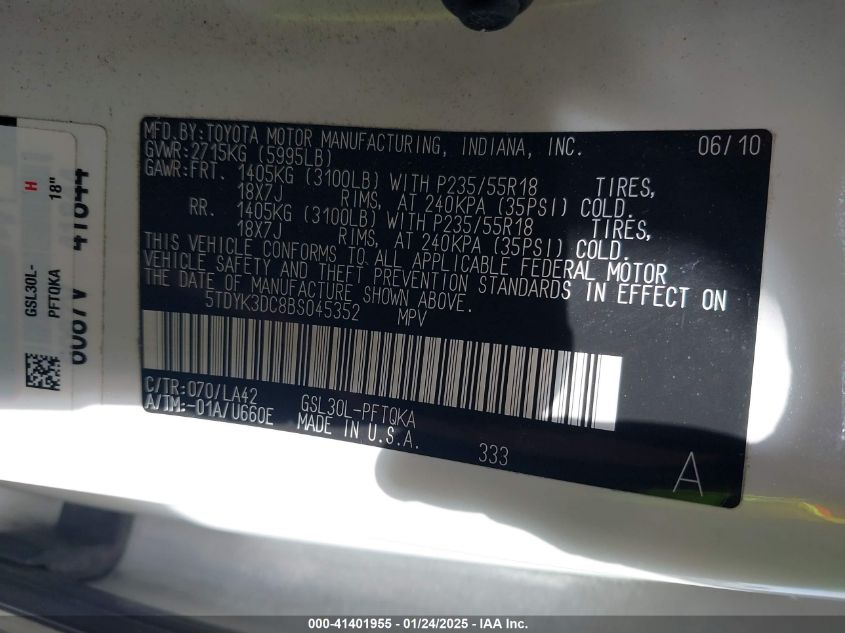 MFD.BY:TOYOTA MOTOR MANUFACTURING, INDIANA, INC. 06/10
GVWR:2715KG (5995LB)
GAWR:FRT. 1405KG (3100LB) WITH P235/55R18 TIRES,
18X7J RIMS, AT 240KPA (35PSI) COLD.
RR. 1405KG (3100LB) WITH P235/55R18 TIRES,
18X7J RIMS, AT 240KPA (35PSI) COLD.
THIS VEHICLE CONFORMS TO ALL APPLICABLE FEDERAL MOTOR
VEHICLE SAFETY AND THEFT PREVENTION STANDARDS IN EFFECT ON
THE DATE OF MANUFACTURE SHOWN ABOVE.
5TDYK3DC8BS045352 MPV
C/TR:070/LA42 GSL30L-PFTQKA
A/TM:-01A/U660E MADE IN U.S.A.
333
A
GSL30L-
PFTQKA
H
18"
000-41401955 - 01/24/2025 - IAA Inc.